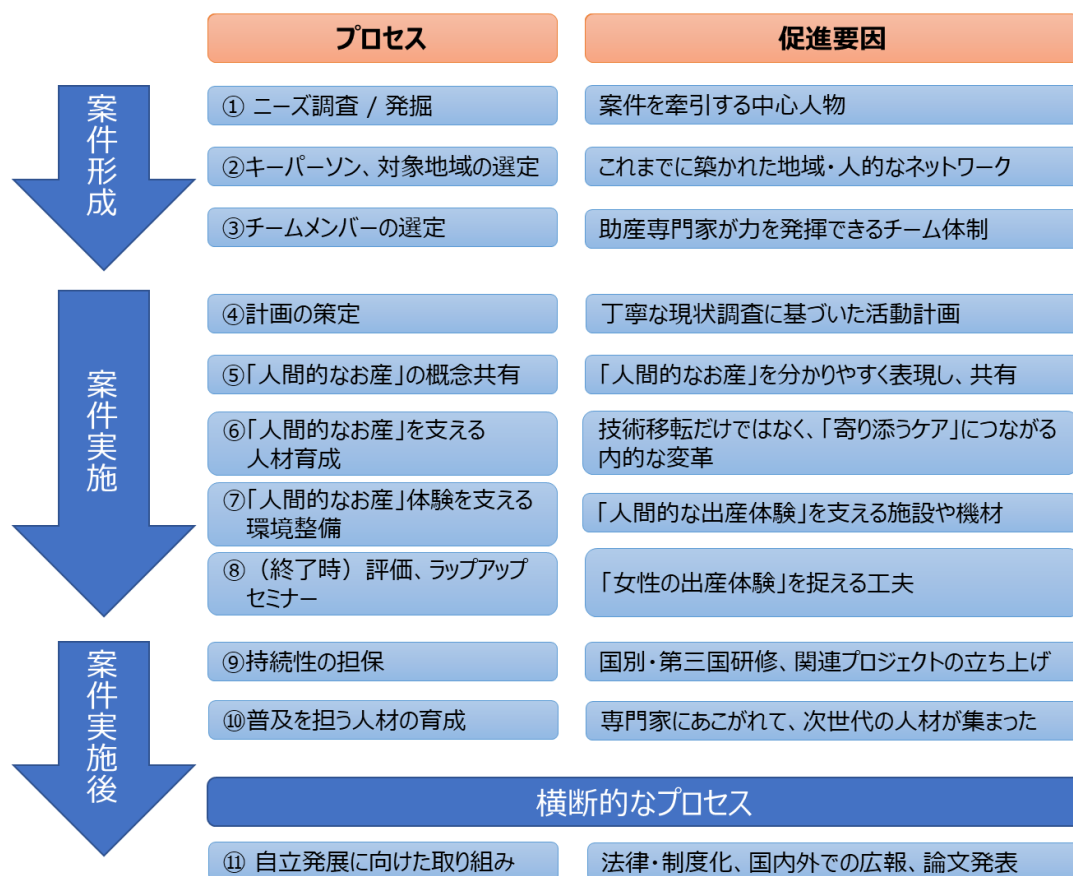 プロセス
促進要因
案件形成
① ニーズ調査 / 発掘
案件を牽引する中心人物
②キーパーソン、対象地域の選定
これまでに築かれた地域・人的なネットワーク
③チームメンバーの選定
助産専門家が力を発揮できるチーム体制
案件実施
④計画の策定
丁寧な現状調査に基づいた活動計画
⑤「人間的なお産」の概念共有
「人間的なお産」を分かりやすく表現し、共有
⑥「人間的なお産」を支える
人材育成
技術移転だけではなく、「寄り添うケア」につながる
内的な変革
⑦「人間的なお産」体験を支える
環境整備
「人間的な出産体験」を支える施設や機材
⑧（終了時）評価、ラップアップ
セミナー
「女性の出産体験」を捉える工夫
案件実施後
⑨持続性の担保
国別・第三国研修、関連プロジェクトの立ち上げ
⑩普及を担う人材の育成
専門家にあこがれて、次世代の人材が集まった
横断的なプロセス
⑪ 自立発展に向けた取り組み
法律・制度化、国内外での広報、論文発表